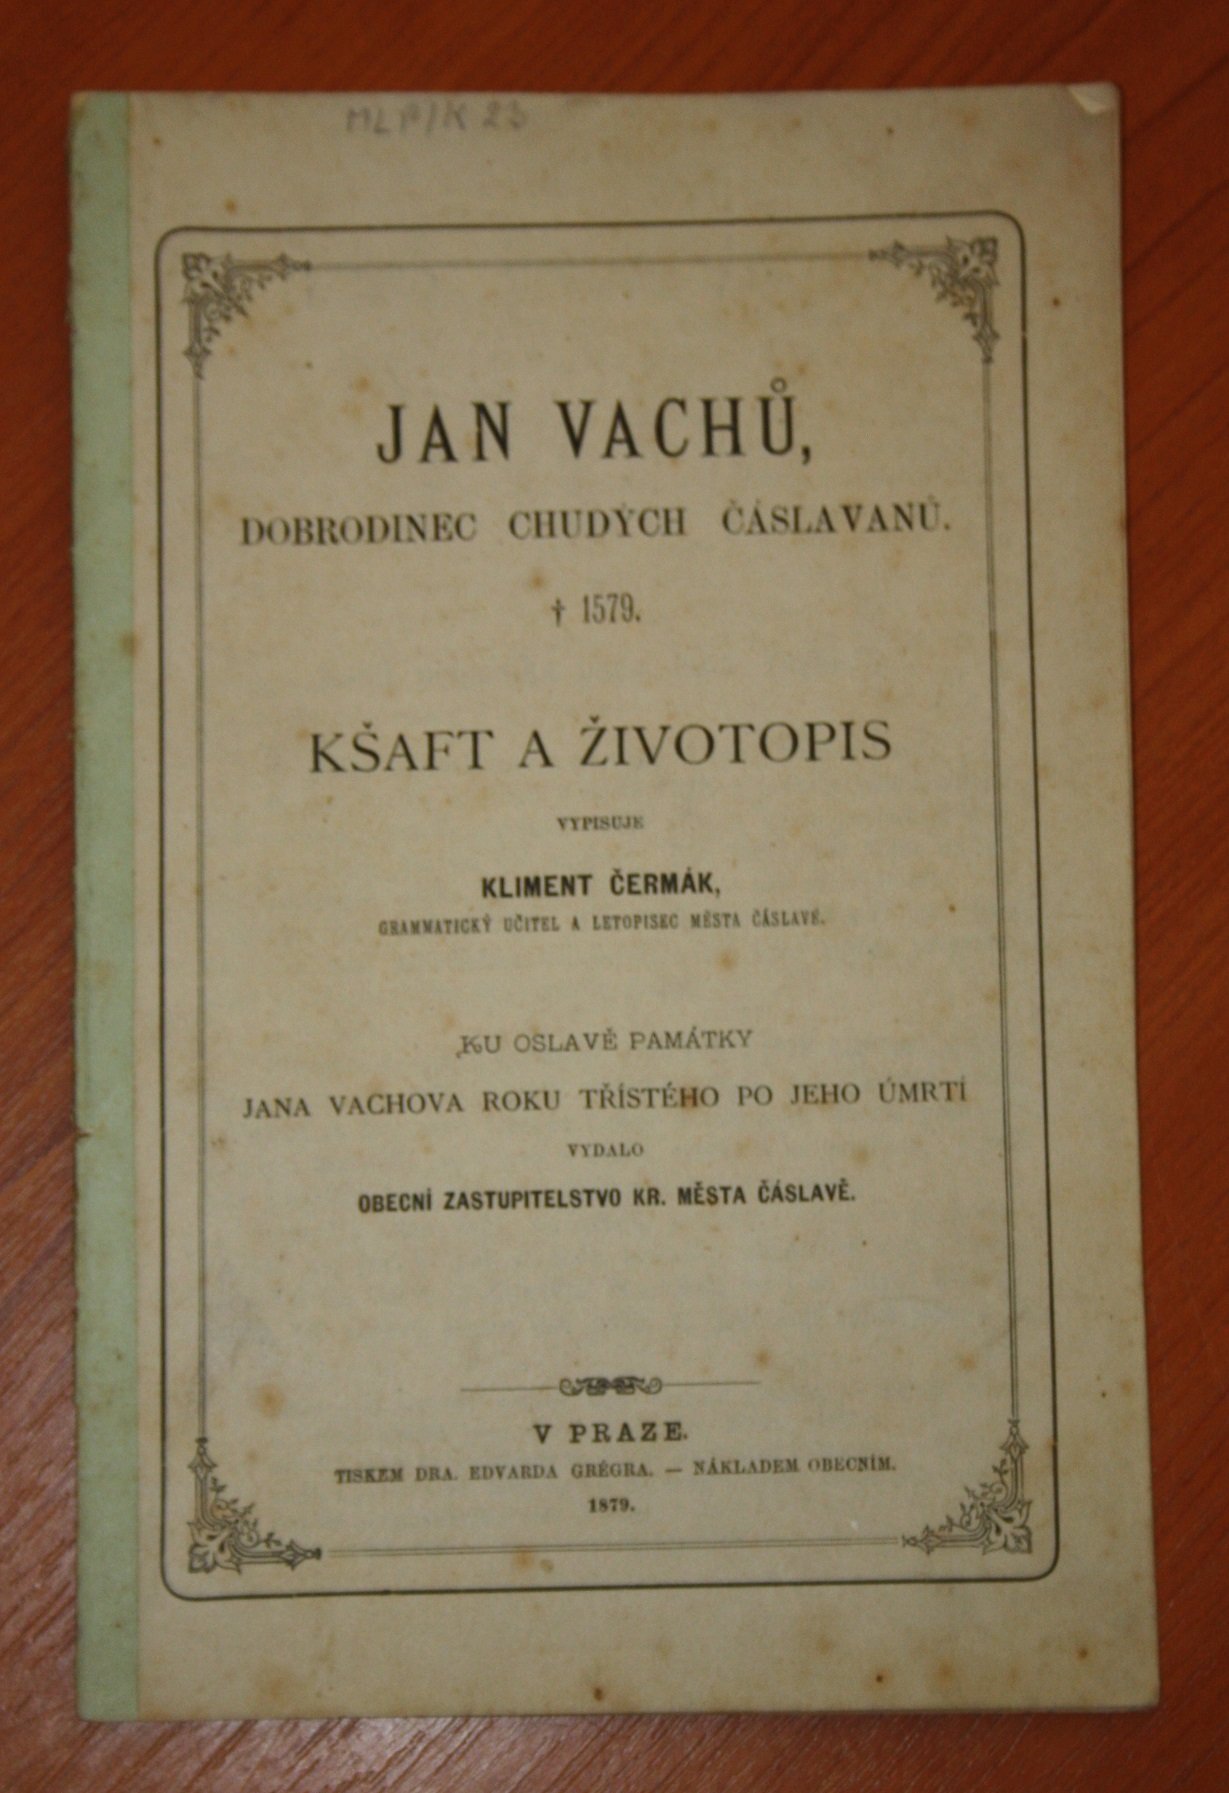 MLP/K 23
JAN VACHŮ,
DOBRODINEC CHUDÝCH ČÁSLAVANŮ.
† 1579.
KŠAFT A ŽIVOTOPIS
VYPISUJE
KLIMENT ČERMÁK,
GRAMMATICKÝ UČITEL A LETOPISEC MĚSTA ČÁSLAVĚ.
KU OSLAVĚ PAMÁTKY
JANA VACHOVA ROKU TŘÍSTÉHO PO JEHO ÚMRTÍ
VYDALO
OBECNÍ ZASTUPITELSTVO KR. MĚSTA ČÁSLAVĚ.
V PRAZE.
TISKEM DRA. EDVARDA GRÉGRA. — NÁKLADEM OBECNÍM.
1879.